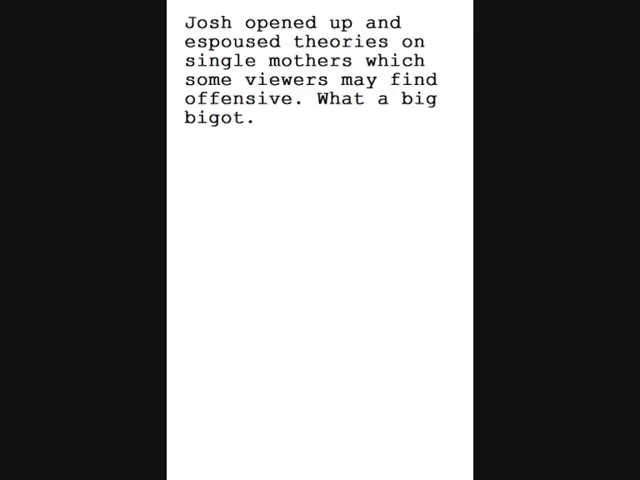 Josh opened up and
espoused theories on
single mothers which
some viewers may find
offensive. What a big
bigot.